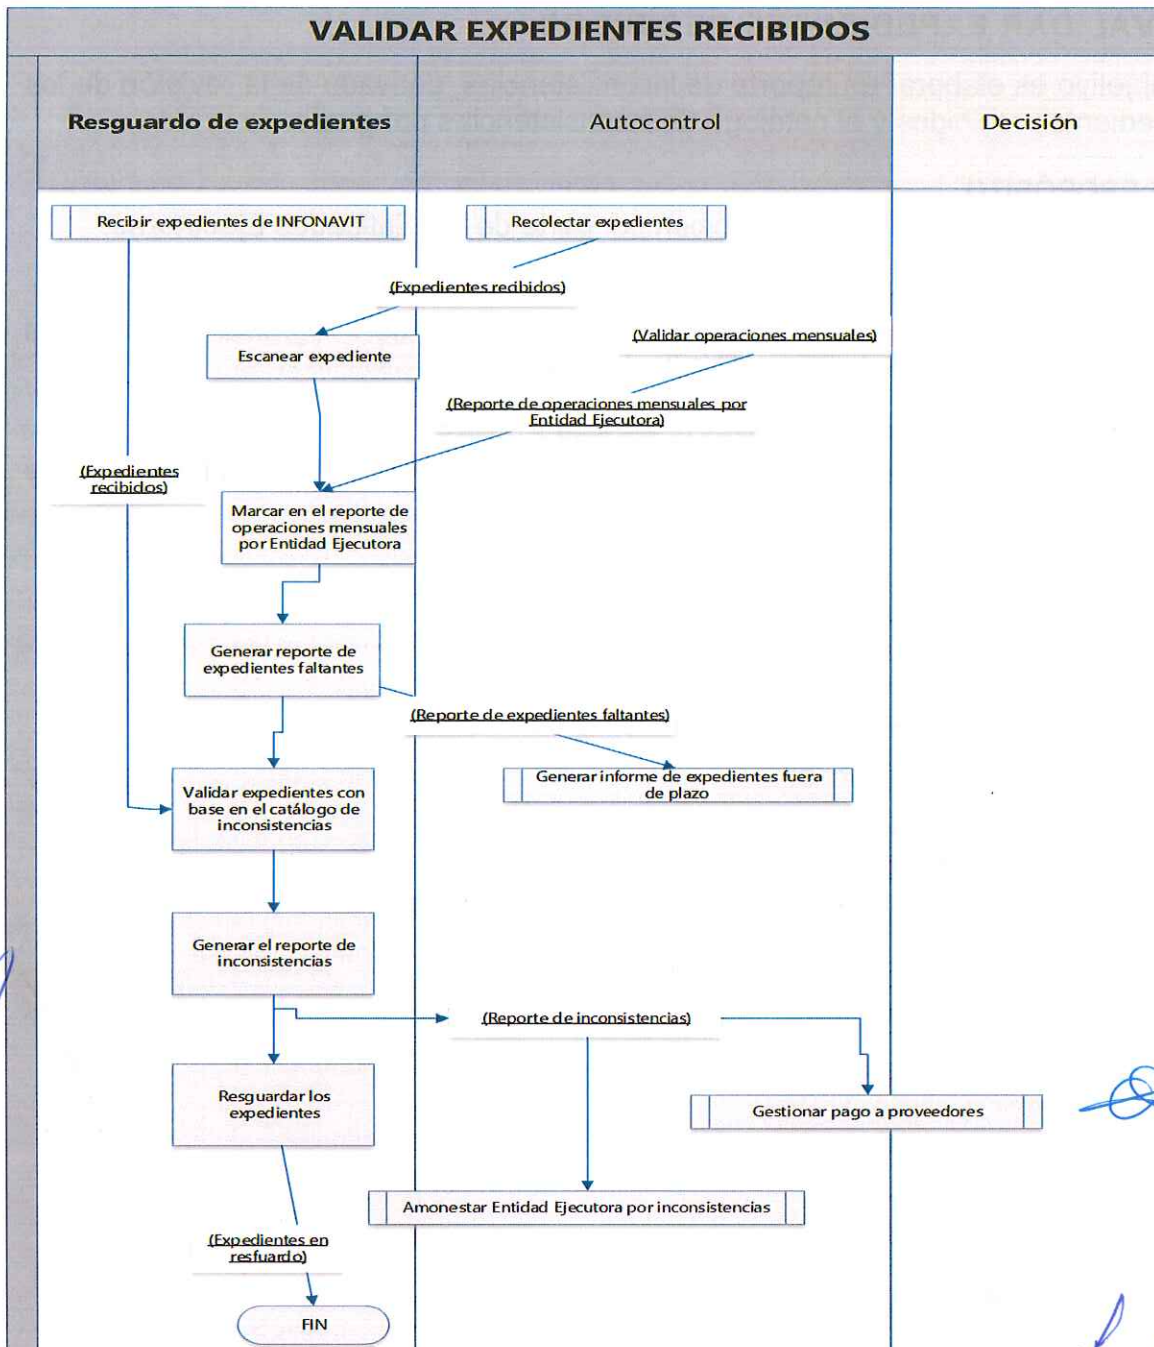 VALIDAR EXPEDIENTES RECIBIDOS
Resguardo de expedientes
Autocontrol
Decisión
Recibir expedientes de INFONAVIT
Recolectar expedientes
(Expedientes recibidos)
(Validar operaciones mensuales)
Escanear expediente
(Reporte de operaciones mensuales por
Entidad Ejecutora)
(Expedientes
recibidos)
Marcar en el reporte de
operaciones mensuales
por Entidad Ejecutora
Generar reporte de
expedientes faltantes
(Reporte de expedientes faltantes)
Generar informe de expedientes fuera
de plazo
Validar expedientes con
base en el catálogo de
inconsistencias
Generar el reporte de
inconsistencias
(Reporte de inconsistencias)
Resguardar los
expedientes
Gestionar pago a proveedores
Amonestar Entidad Ejecutora por inconsistencias
(Expedientes en
resfuardo)
FIN